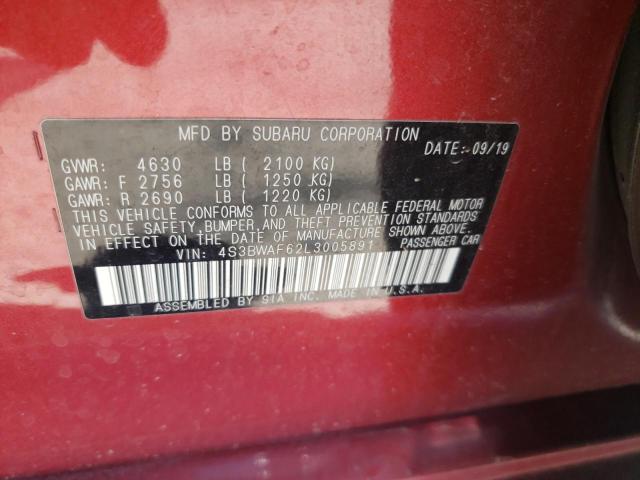 MFD BY SUBARU CORPORATION
DATE: 09/19
GVWR: 4630 LB ( 2100 KG)
GAWR: F 2756 LB ( 1250 KG)
GAWR: R 2690 LB ( 1220 KG)
THIS VEHICLE CONFORMS TO ALL APPLICABLE FEDERAL MOTOR
VEHICLE SAFETY, BUMPER, AND THEFT PREVENTION STANDARDS
IN EFFECT ON THE DATE OF MANUFACTURE SHOWN ABOVE.
VIN: 4S3BWAF62L3005891 PASSENGER CAR
ASSEMBLED BY SIA INC. MADE IN U.S.A.